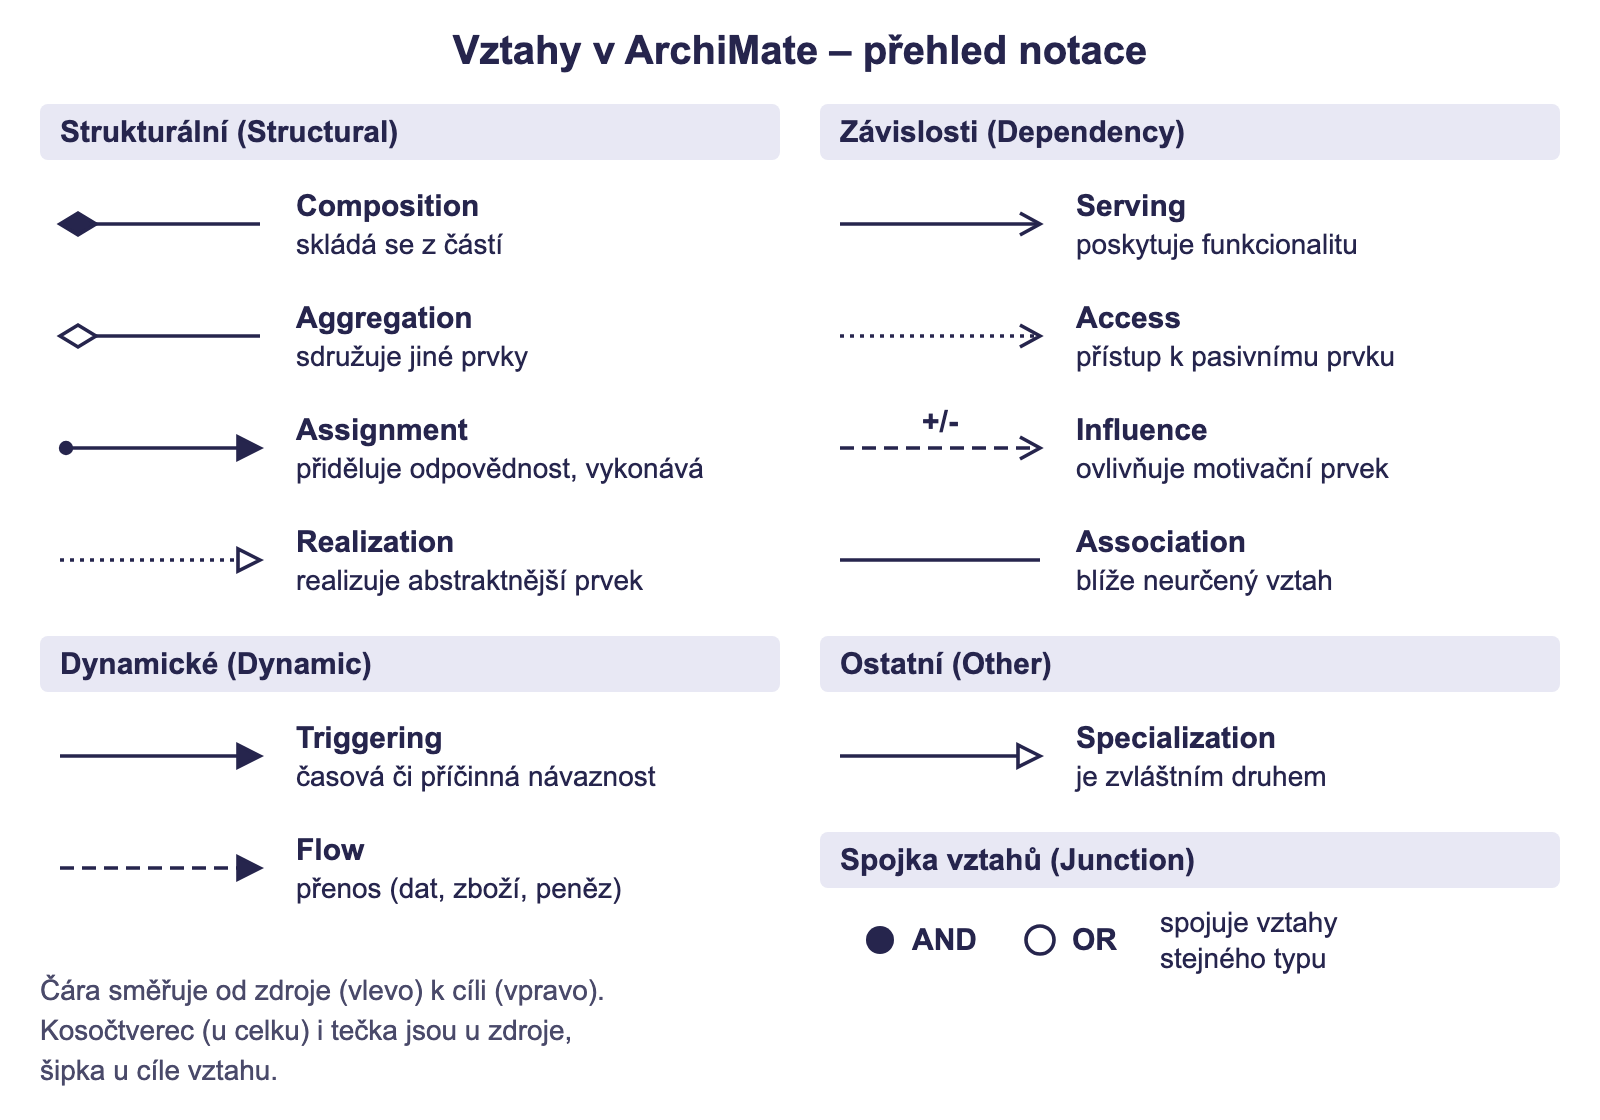 Vztahy v ArchiMate – přehled notace
Strukturální (Structural)
Composition
skládá se z částí
Aggregation
sdružuje jiné prvky
Assignment
přiděluje odpovědnost, vykonává
Realization
realizuje abstraktnější prvek
Závislosti (Dependency)
Serving
poskytuje funkcionalitu
Access
přístup k pasivnímu prvku
+/-
Influence
ovlivňuje motivační prvek
Association
blíže neurčený vztah
Dynamické (Dynamic)
Triggering
časová či příčinná návaznost
Flow
přenos (dat, zboží, peněz)
Ostatní (Other)
Specialization
je zvláštním druhem
Spojka vztahů (Junction)
AND
OR
spojuje vztahy
stejného typu
Čára směřuje od zdroje (vlevo) k cíli (vpravo).
Kosočtverec (u celku) i tečka jsou u zdroje,
šipka u cíle vztahu.